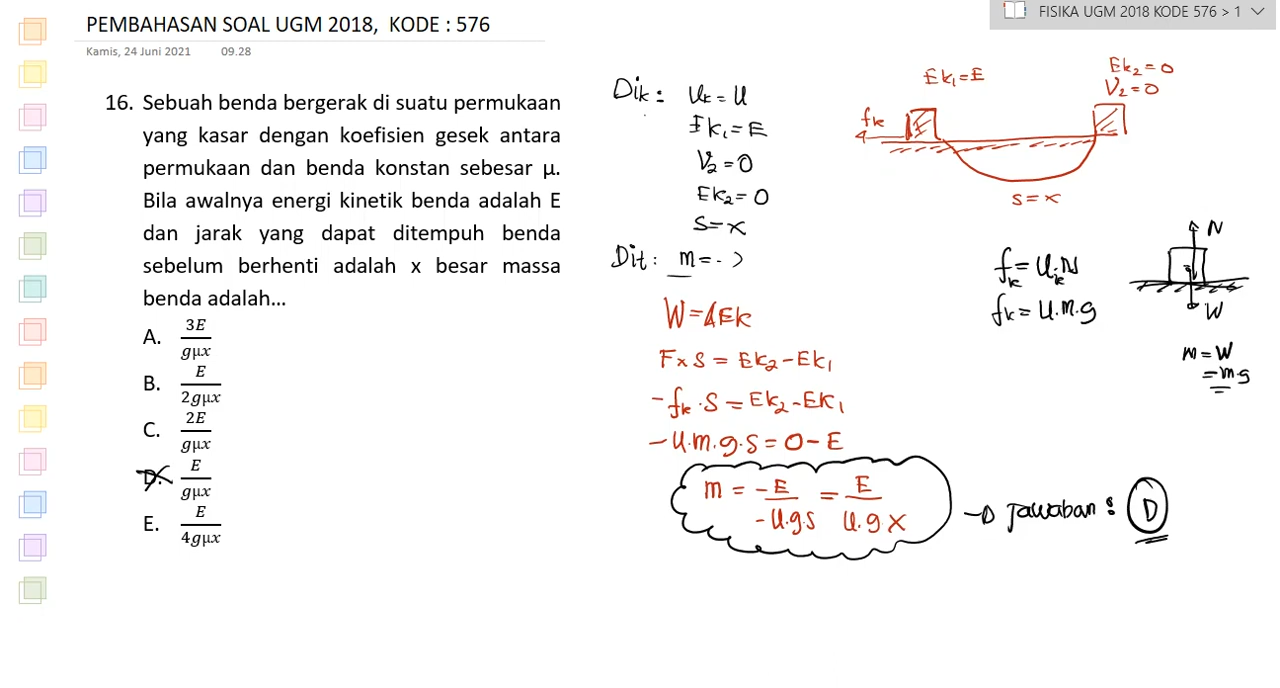 PEMBAHASAN SOAL UGM 2018, KODE : 576
FISIKA UGM 2018 KODE 576 > 1
Kamis, 24 Juni 2021 09.28
16. Sebuah benda bergerak di suatu permukaan
yang kasar dengan koefisien gesek antara
permukaan dan benda konstan sebesar μ.
Bila awalnya energi kinetik benda adalah E
dan jarak yang dapat ditempuh benda
sebelum berhenti adalah x besar massa
benda adalah...
A. 3E/gμx
B. E/2gμx
C. 2E/gμx
D. E/gμx
E. E/4gμx
Dik : Uk = U
Ek₁ = E
V₂ = 0
Ek₂ = 0
S = x
Dit : m = - ?
W = ΔEk
F x S = Ek₂ - Ek₁
- fk . S = Ek₂ - Ek₁
- U.m.g.S = 0 - E
m = -E/-U.g.S = E/U.g x
Jawaban : D
Ek₁ = E
Ek₂ = 0
V₂ = 0
fk
S = x
fk = Uk.N
fk = U.m.g
N
W
N = W
= mg